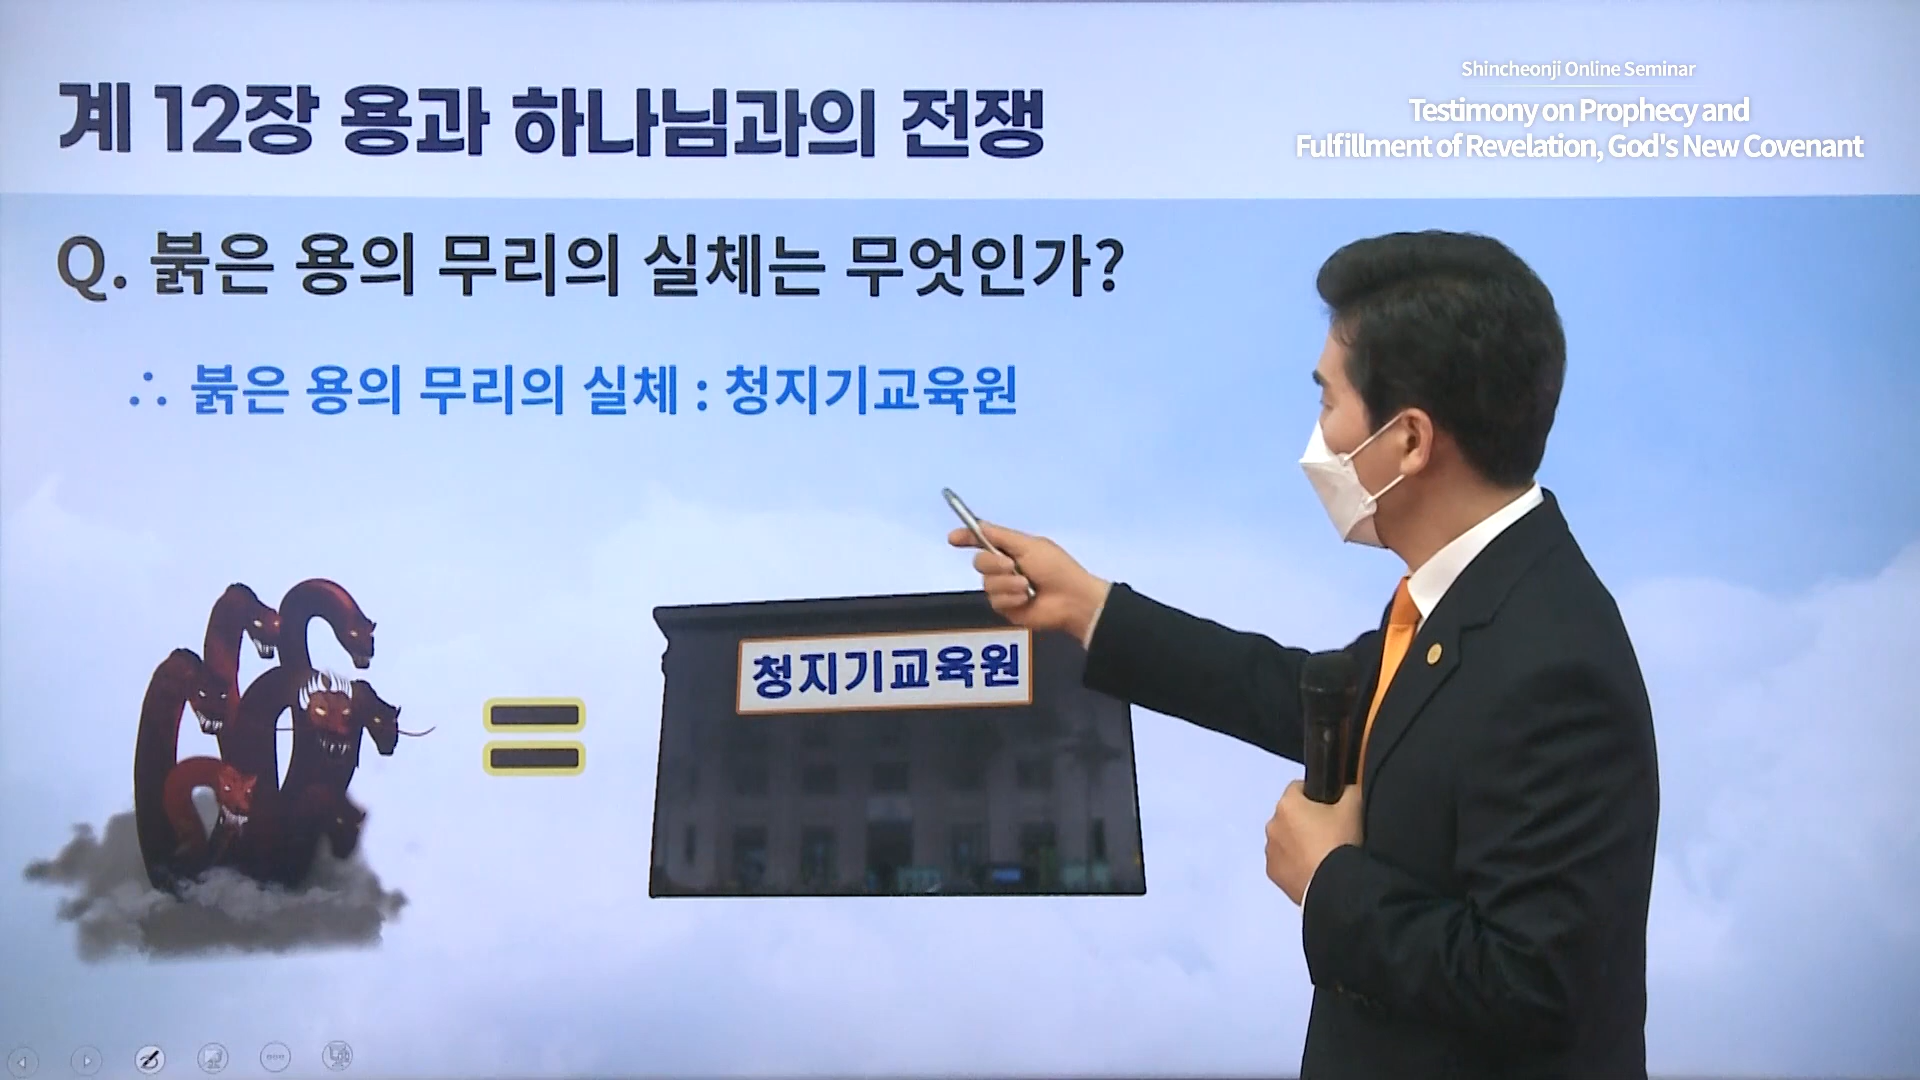 계 12장 용과 하나님과의 전쟁
Shincheonji Online Seminar
Testimony on Prophecy and
Fulfillment of Revelation, God's New Covenant
Q. 붉은 용의 무리의 실체는 무엇인가?
∴ 붉은 용의 무리의 실체 : 청지기교육원
청지기교육원